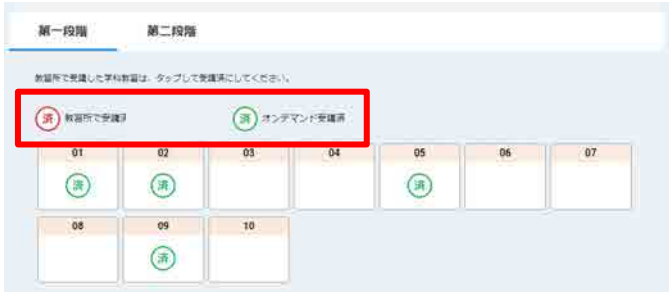 第一段階 第二段階
教習所で受講した学科教習は、タップして受講済にしてください。
済 教習所で受講済 済 オンデマンド受講済
01 02 03 04 05 06 07
済 済 済
08 09 10
済